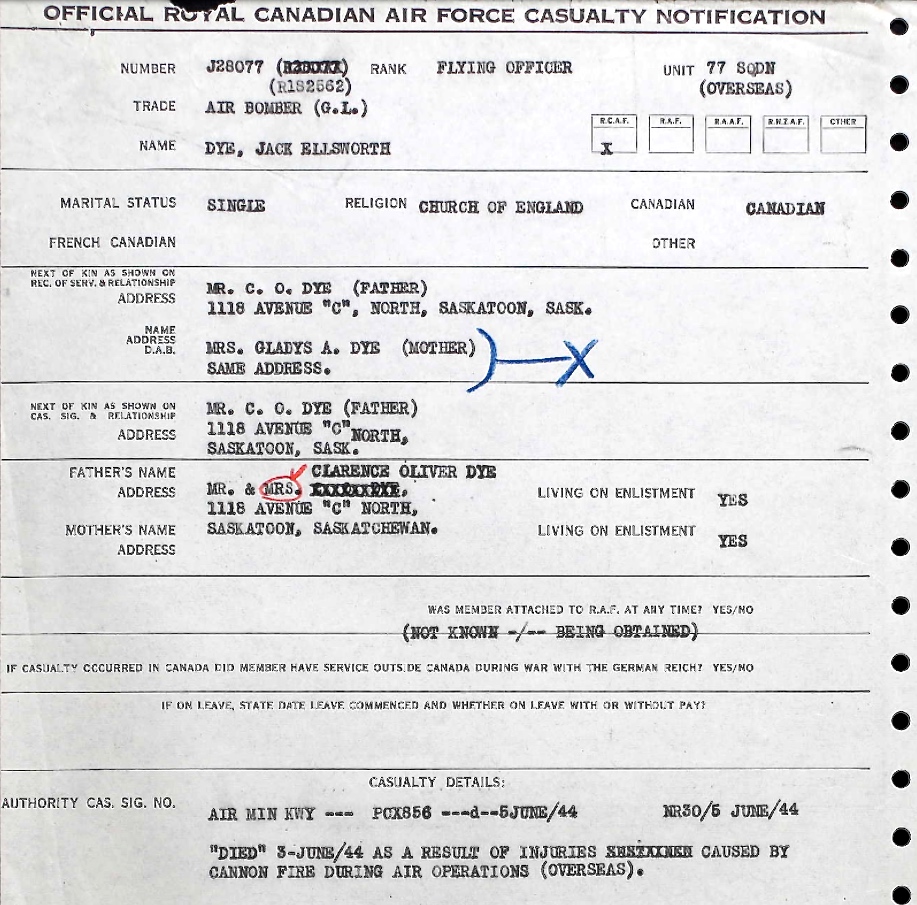 OFFICIAL ROYAL CANADIAN AIR FORCE CASUALTY NOTIFICATION
NUMBER J28077 (R28077) RANK FLYING OFFICER UNIT 77 SQDN
(R182562) (OVERSEAS)
TRADE AIR BOMBER (G.L.)
R.C.A.F. R.A.F. R.A.A.F. R.N.Z.A.F. OTHER
NAME DYE, JACK ELLSWORTH X
MARITAL STATUS SINGLE RELIGION CHURCH OF ENGLAND CANADIAN CANADIAN
FRENCH CANADIAN OTHER
NEXT OF KIN AS SHOWN ON
REC. OF SERV. & RELATIONSHIP MR. C. O. DYE (FATHER)
ADDRESS 1118 AVENUE "C", NORTH, SASKATOON, SASK.
NAME
ADDRESS MRS. GLADYS A. DYE (MOTHER) X
D.A.B. SAME ADDRESS.
NEXT OF KIN AS SHOWN ON MR. C. O. DYE (FATHER)
CAS. SIG. & RELATIONSHIP
ADDRESS 1118 AVENUE "C" NORTH,
SASKATOON, SASK.
FATHER'S NAME CLARENCE OLIVER DYE
ADDRESS MR. & MRS. DYE, LIVING ON ENLISTMENT YES
1118 AVENUE "C" NORTH,
MOTHER'S NAME SASKATOON, SASKATCHEWAN. LIVING ON ENLISTMENT YES
ADDRESS
WAS MEMBER ATTACHED TO R.A.F. AT ANY TIME? YES/NO
(NOT KNOWN -/-- BEING OBTAINED)
IF CASUALTY OCCURRED IN CANADA DID MEMBER HAVE SERVICE OUTSIDE CANADA DURING WAR WITH THE GERMAN REICH? YES/NO
IF ON LEAVE, STATE DATE LEAVE COMMENCED AND WHETHER ON LEAVE WITH OR WITHOUT PAY?
CASUALTY DETAILS:
AUTHORITY CAS. SIG. NO. AIR MIN KWY --- PCX856 ---d--5JUNE/44 NR30/5 JUNE/44
"DIED" 3-JUNE/44 AS A RESULT OF INJURIES SUSTAINED CAUSED BY
CANNON FIRE DURING AIR OPERATIONS (OVERSEAS).